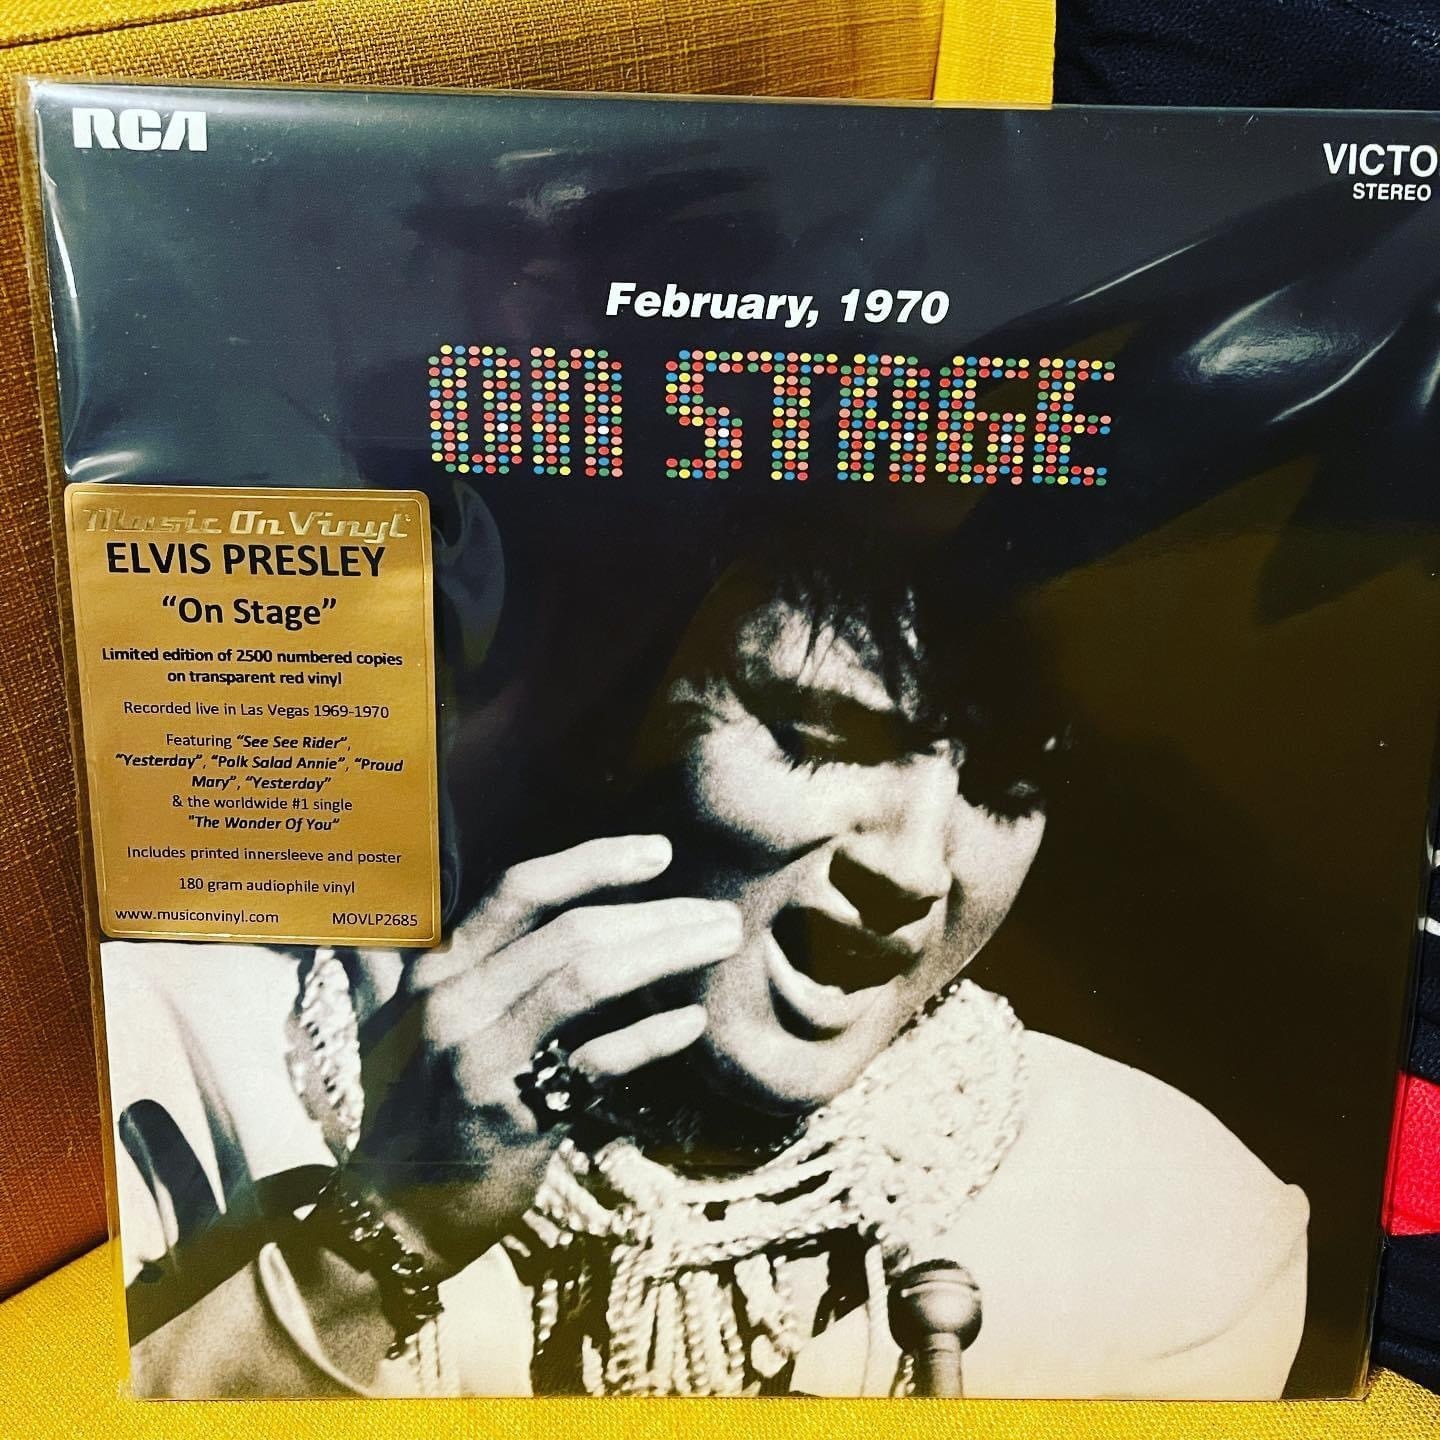 RCA
VICTO
STEREO
February, 1970
ON STAGE
Music On Vinyl
ELVIS PRESLEY
“On Stage”
Limited edition of 2500 numbered copies
on transparent red vinyl
Recorded live in Las Vegas 1969-1970
Featuring “See See Rider”,
“Yesterday”, “Polk Salad Annie”, “Proud
Mary”, “Yesterday”
& the worldwide #1 single
"The Wonder Of You”
Includes printed innersleeve and poster
180 gram audiophile vinyl
www.musiconvinyl.com MOVLP2685